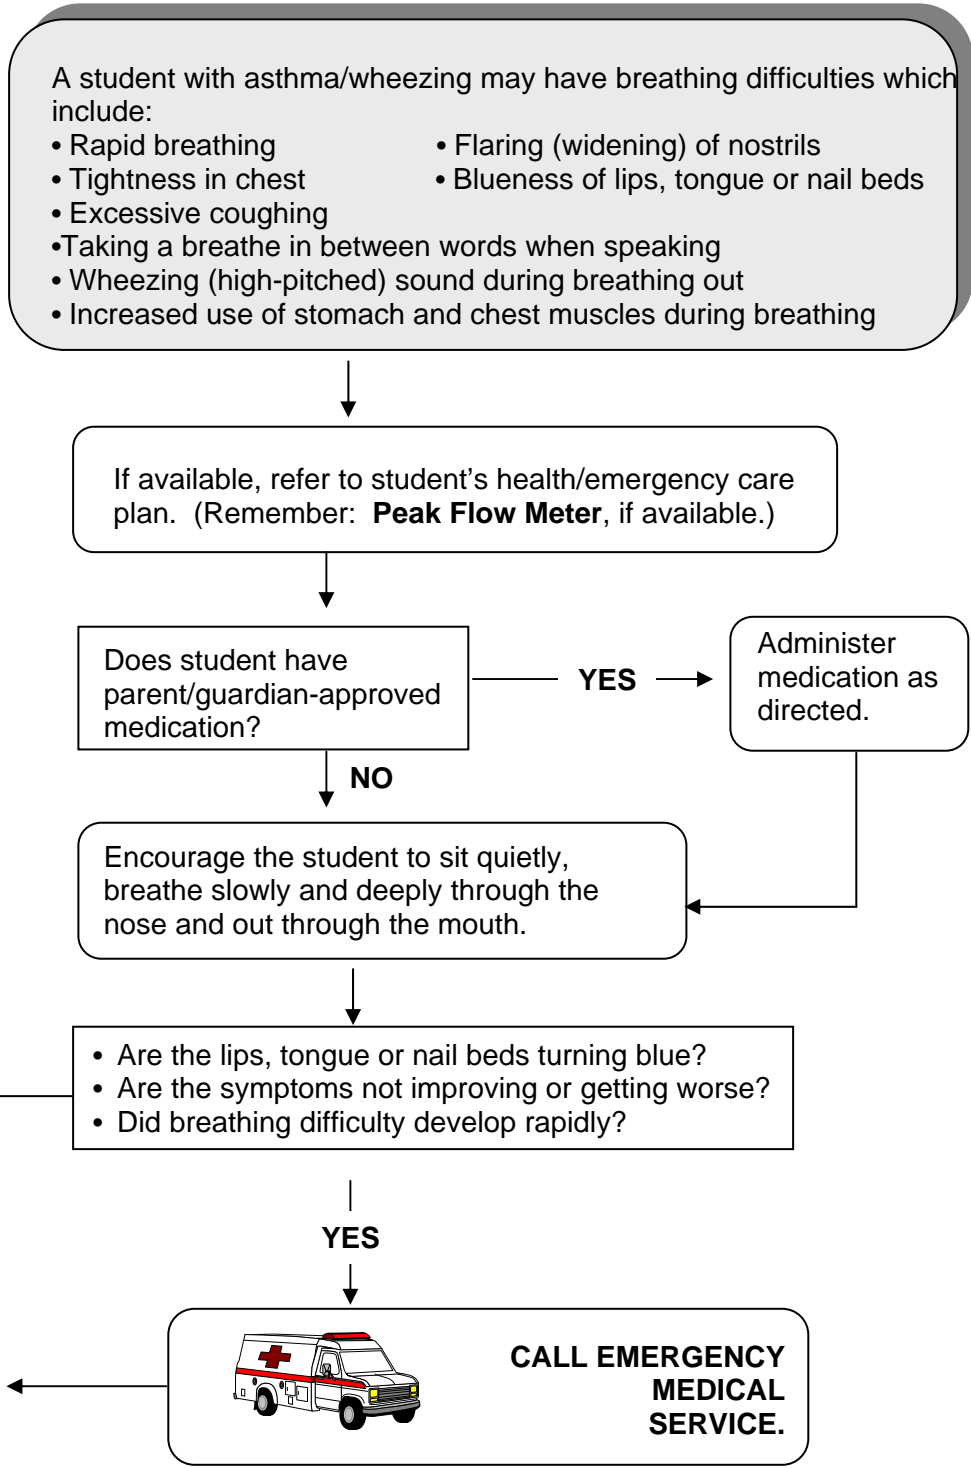 A student with asthma/wheezing may have breathing difficulties which
include:
• Rapid breathing • Flaring (widening) of nostrils
• Tightness in chest • Blueness of lips, tongue or nail beds
• Excessive coughing
•Taking a breathe in between words when speaking
• Wheezing (high-pitched) sound during breathing out
• Increased use of stomach and chest muscles during breathing
If available, refer to student’s health/emergency care
plan. (Remember: Peak Flow Meter, if available.)
Does student have
parent/guardian-approved
medication?
YES
Administer
medication as
directed.
NO
Encourage the student to sit quietly,
breathe slowly and deeply through the
nose and out through the mouth.
• Are the lips, tongue or nail beds turning blue?
• Are the symptoms not improving or getting worse?
• Did breathing difficulty develop rapidly?
YES
CALL EMERGENCY
MEDICAL
SERVICE.